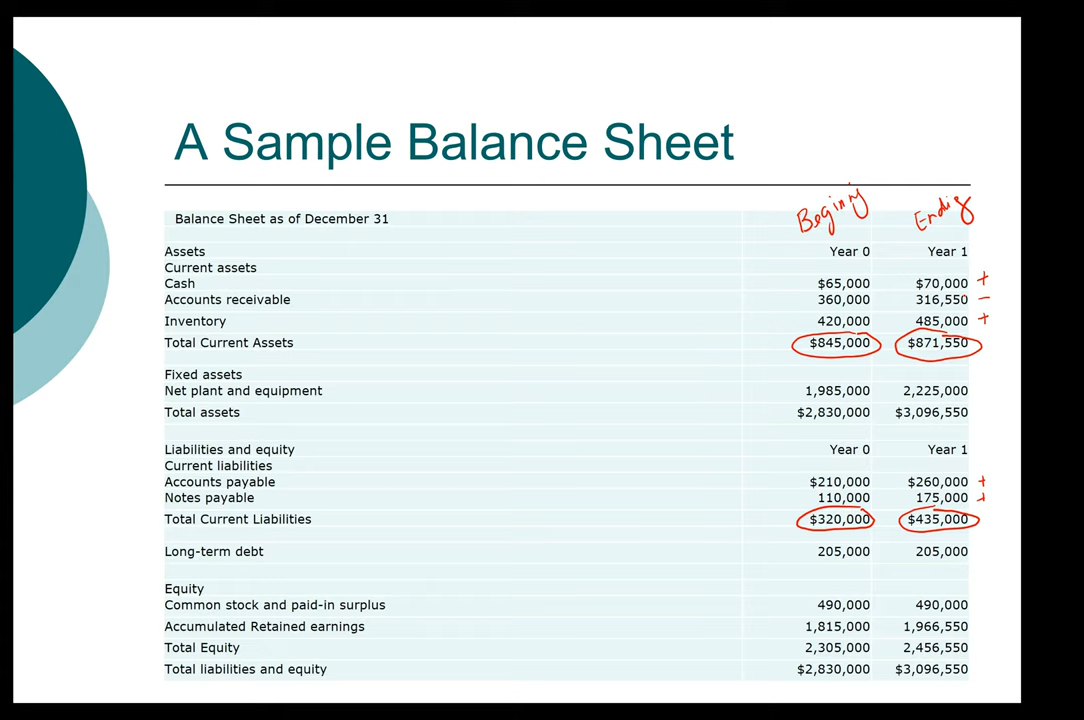 A Sample Balance Sheet
Beginning Ending
Balance Sheet as of December 31
Assets Year 0 Year 1
Current assets
Cash $65,000 $70,000 +
Accounts receivable 360,000 316,550 −
Inventory 420,000 485,000 +
Total Current Assets $845,000 $871,550
Fixed assets
Net plant and equipment 1,985,000 2,225,000
Total assets $2,830,000 $3,096,550
Liabilities and equity Year 0 Year 1
Current liabilities
Accounts payable $210,000 $260,000 +
Notes payable 110,000 175,000 +
Total Current Liabilities $320,000 $435,000
Long-term debt 205,000 205,000
Equity
Common stock and paid-in surplus 490,000 490,000
Accumulated Retained earnings 1,815,000 1,966,550
Total Equity 2,305,000 2,456,550
Total liabilities and equity $2,830,000 $3,096,550